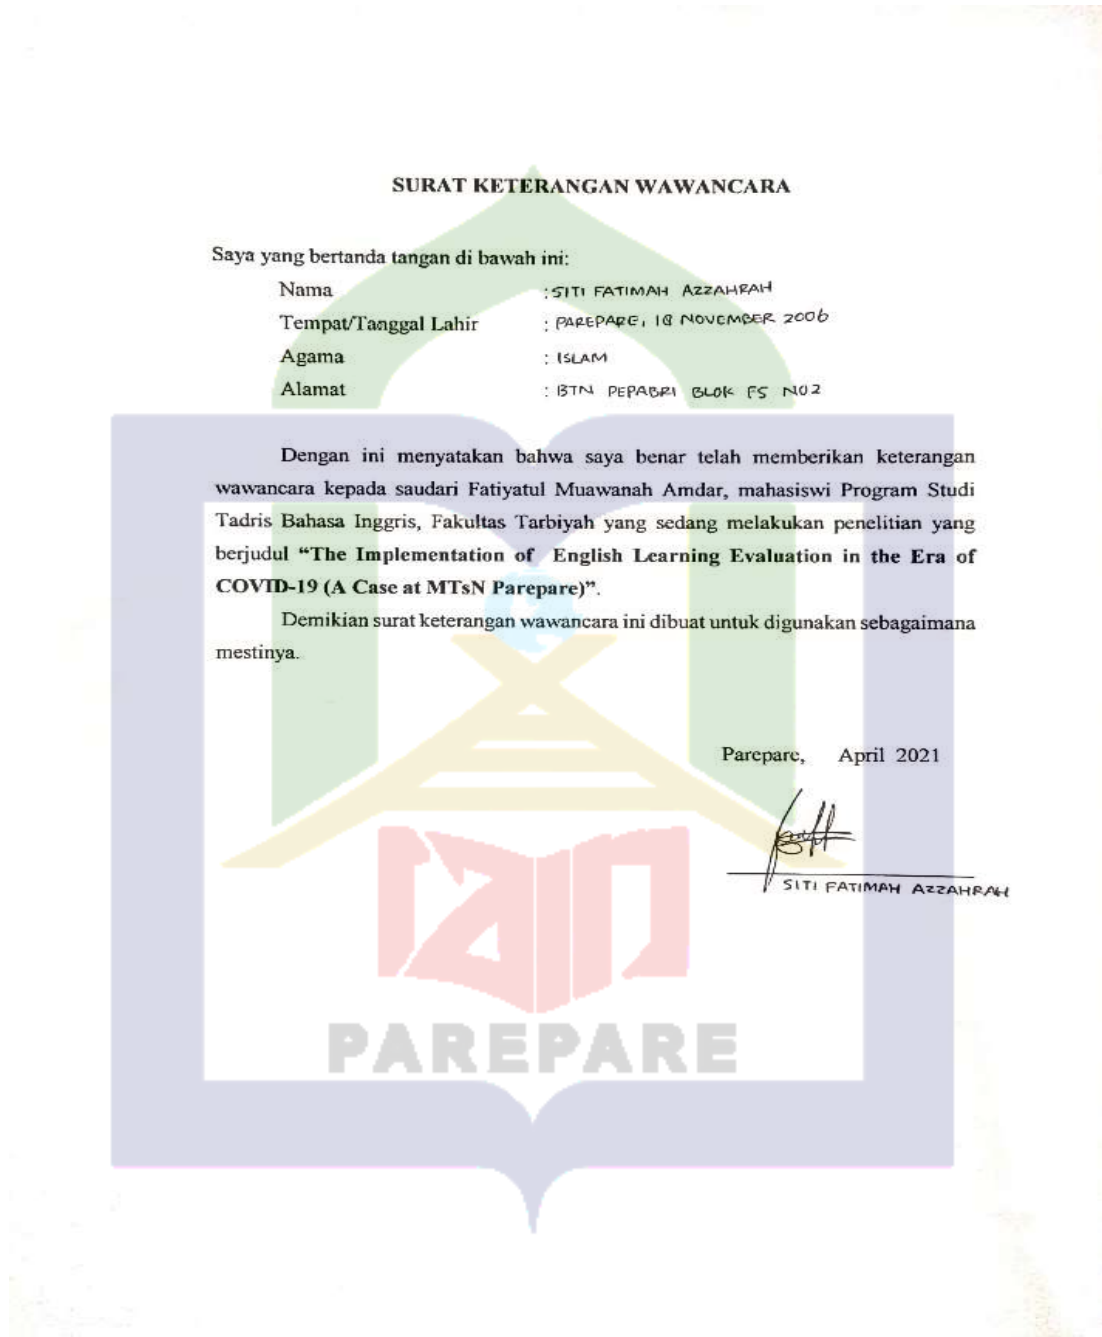 SURAT KETERANGAN WAWANCARA
Saya yang bertanda tangan di bawah ini:
Nama : SITI FATIMAH AZZAHRAH
Tempat/Tanggal Lahir : PAREPARE, 18 NOVEMBER 2006
Agama : ISLAM
Alamat : BTN PEPABRI BLOK F5 NO2
Dengan ini menyatakan bahwa saya benar telah memberikan keterangan
wawancara kepada saudari Fatiyatul Muawanah Amdar, mahasiswi Program Studi
Tadris Bahasa Inggris, Fakultas Tarbiyah yang sedang melakukan penelitian yang
berjudul “The Implementation of English Learning Evaluation in the Era of
COVID-19 (A Case at MTsN Parepare)”.
Demikian surat keterangan wawancara ini dibuat untuk digunakan sebagaimana
mestinya.
Parepare, April 2021
SITI FATIMAH AZZAHRAH
iain
PAREPARE